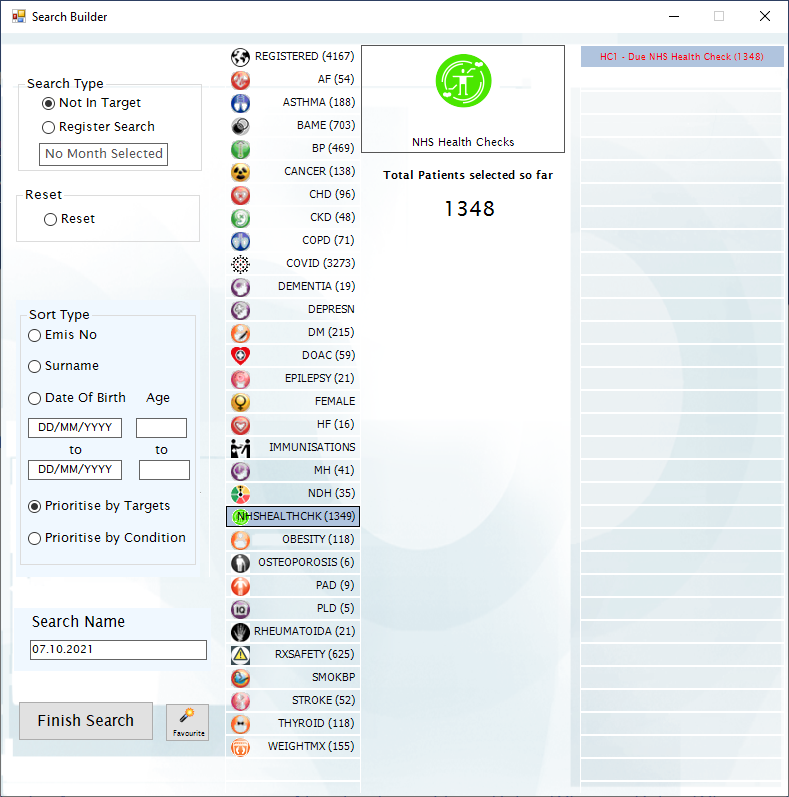 Search Builder
Search Type
Not In Target
Register Search
No Month Selected
Reset
Reset
Sort Type
Emis No
Surname
Date Of Birth Age
DD/MM/YYYY
to to
DD/MM/YYYY
Prioritise by Targets
Prioritise by Condition
Search Name
07.10.2021
Finish Search
Favourite
REGISTERED (4167)
AF (54)
ASTHMA (188)
BAME (703)
BP (469)
CANCER (138)
CHD (96)
CKD (48)
COPD (71)
COVID (3273)
DEMENTIA (19)
DEPRESN
DM (215)
DOAC (59)
EPILEPSY (21)
FEMALE
HF (16)
IMMUNISATIONS
MH (41)
NDH (35)
NHSHEALTHCHK (1349)
OBESITY (118)
OSTEOPOROSIS (6)
PAD (9)
IQ PLD (5)
RHEUMATOIDA (21)
RXSAFETY (625)
SMOKBP
STROKE (52)
THYROID (118)
WEIGHTMX (155)
NHS Health Checks
Total Patients selected so far
1348
HC1 - Due NHS Health Check (1348)